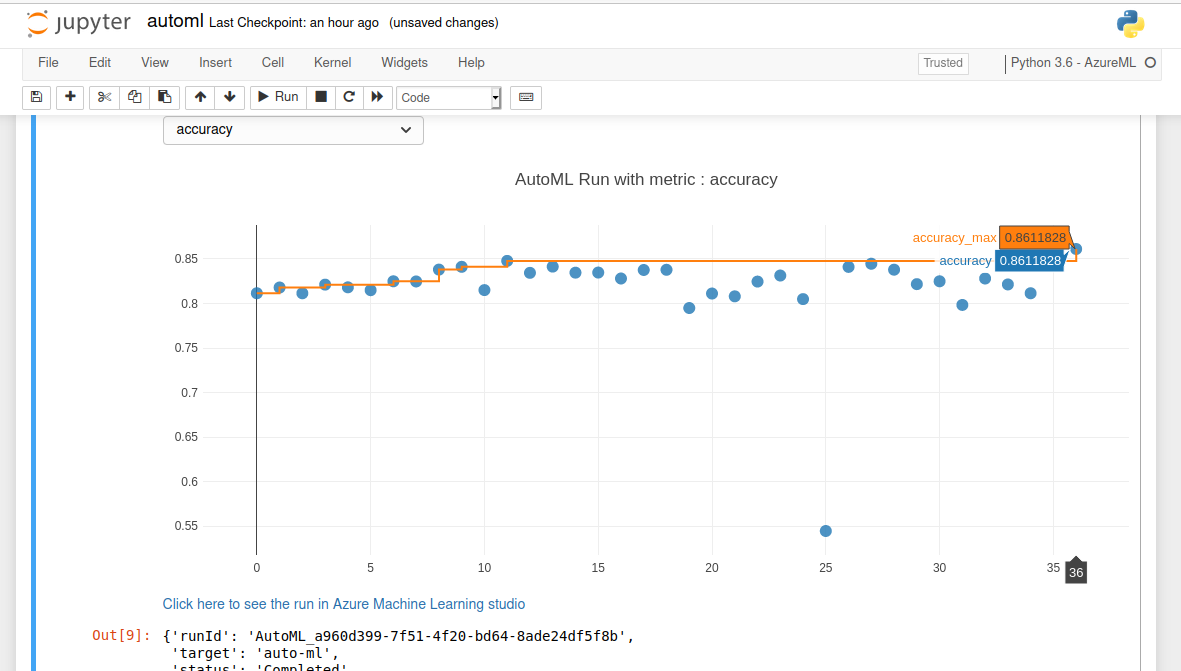 jupyter automl Last Checkpoint: an hour ago (unsaved changes)
File Edit View Insert Cell Kernel Widgets Help Trusted Python 3.6 - AzureML
Run Code
accuracy
AutoML Run with metric : accuracy
accuracy_max 0.8611828
accuracy 0.8611828
0.85
0.8
0.75
0.7
0.65
0.6
0.55
0 5 10 15 20 25 30 35 36
Click here to see the run in Azure Machine Learning studio
Out[9]: {'runId': 'AutoML_a960d399-7f51-4f20-bd64-8ade24df5f8b',
'target': 'auto-ml',
'status': 'Completed',